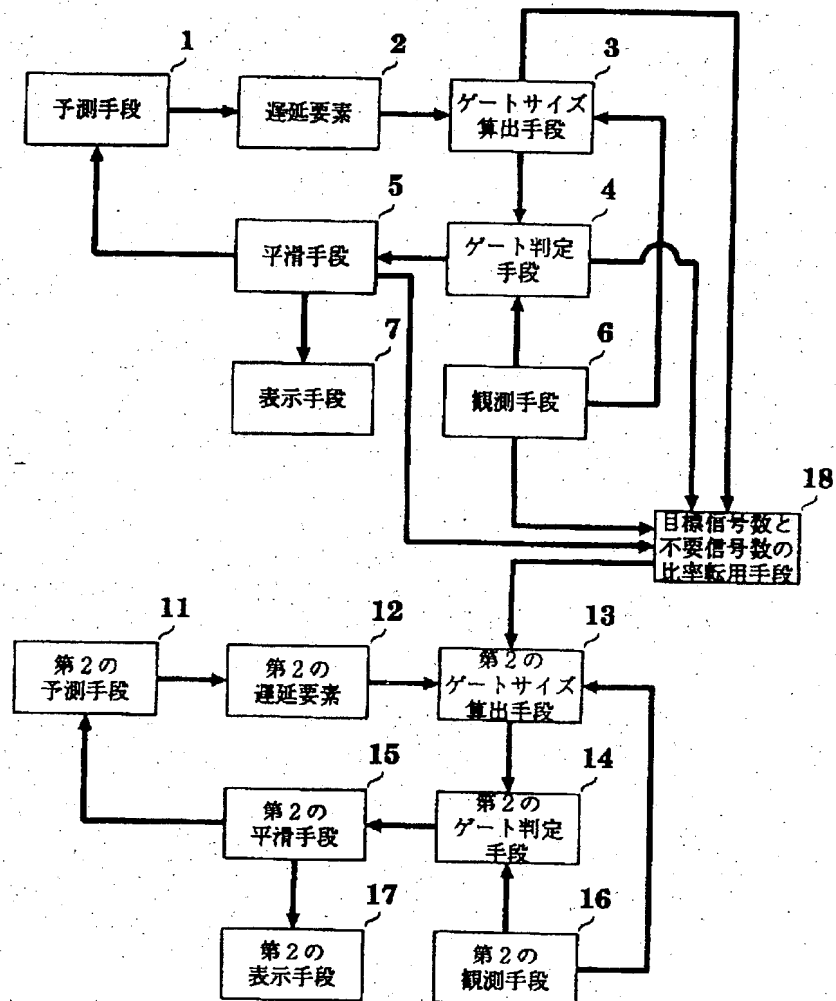 1
予測手段
2
遅延要素
3
ゲートサイズ
算出手段
5
平滑手段
4
ゲート判定
手段
7
表示手段
6
観測手段
18
目標信号数と
不要信号数の
比率転用手段
11
第2の
予測手段
12
第2の
遅延要素
13
第2の
ゲートサイズ
算出手段
15
第2の
平滑手段
14
第2の
ゲート判定
手段
17
第2の
表示手段
16
第2の
観測手段